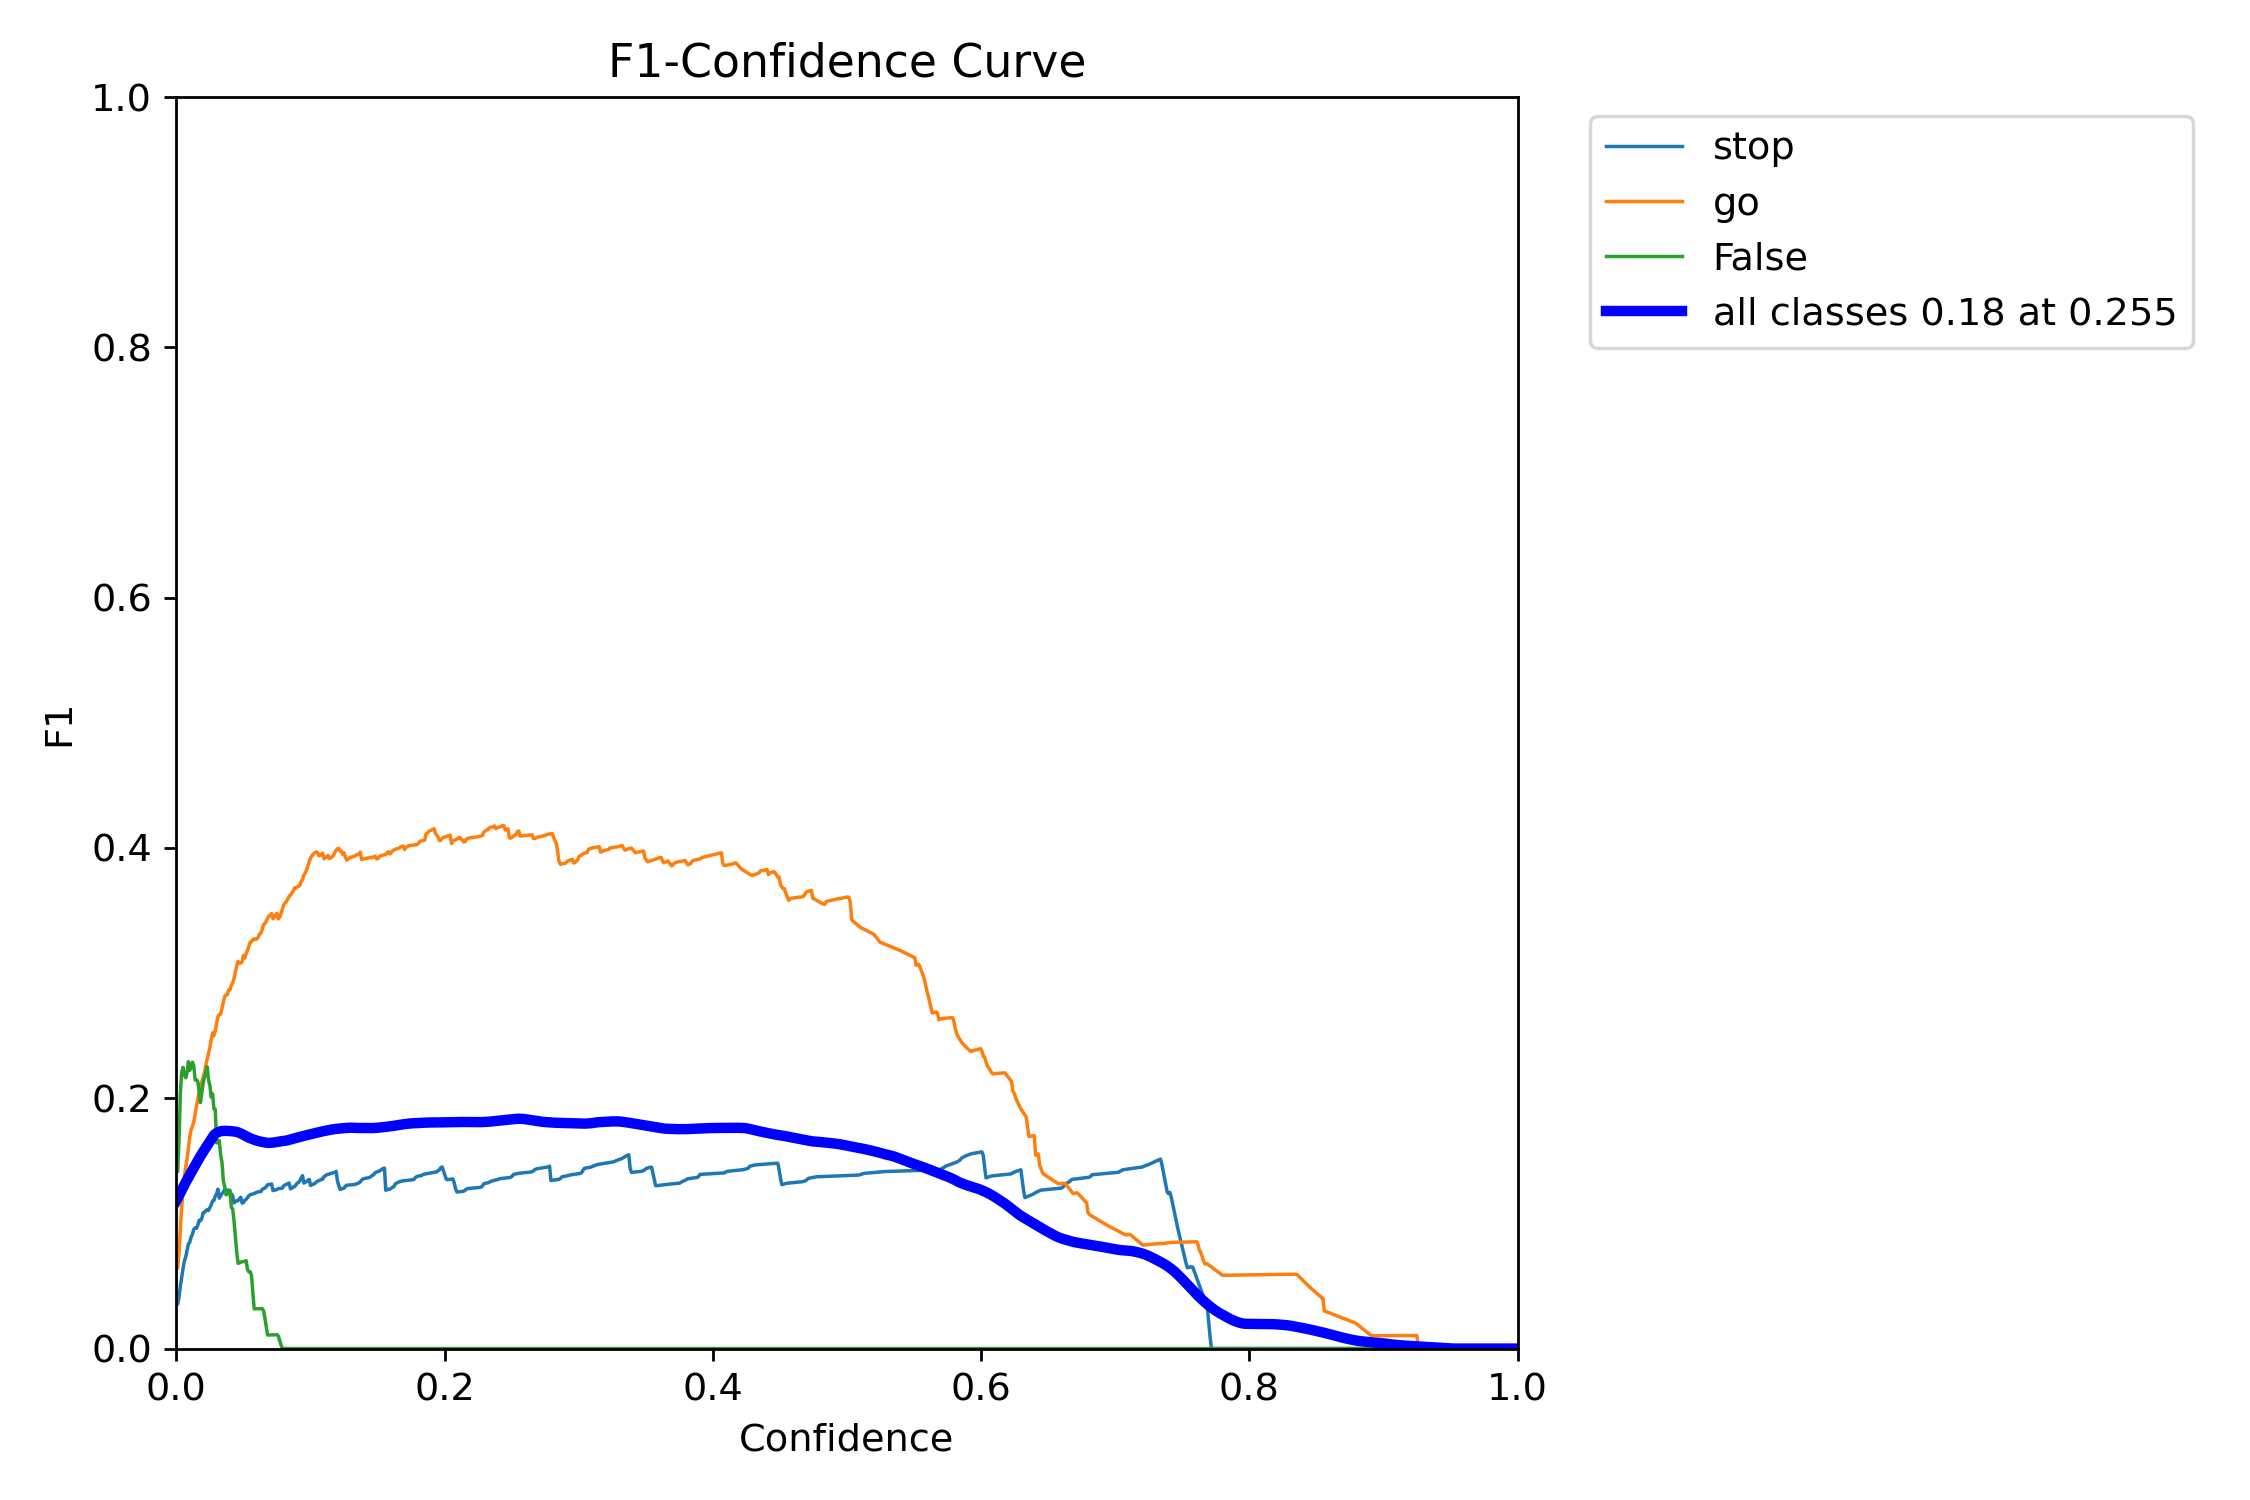 F1-Confidence Curve
1.0
0.8
0.6
0.4
0.2
0.0
F1
0.0 0.2 0.4 0.6 0.8 1.0
Confidence
stop
go
False
all classes 0.18 at 0.255